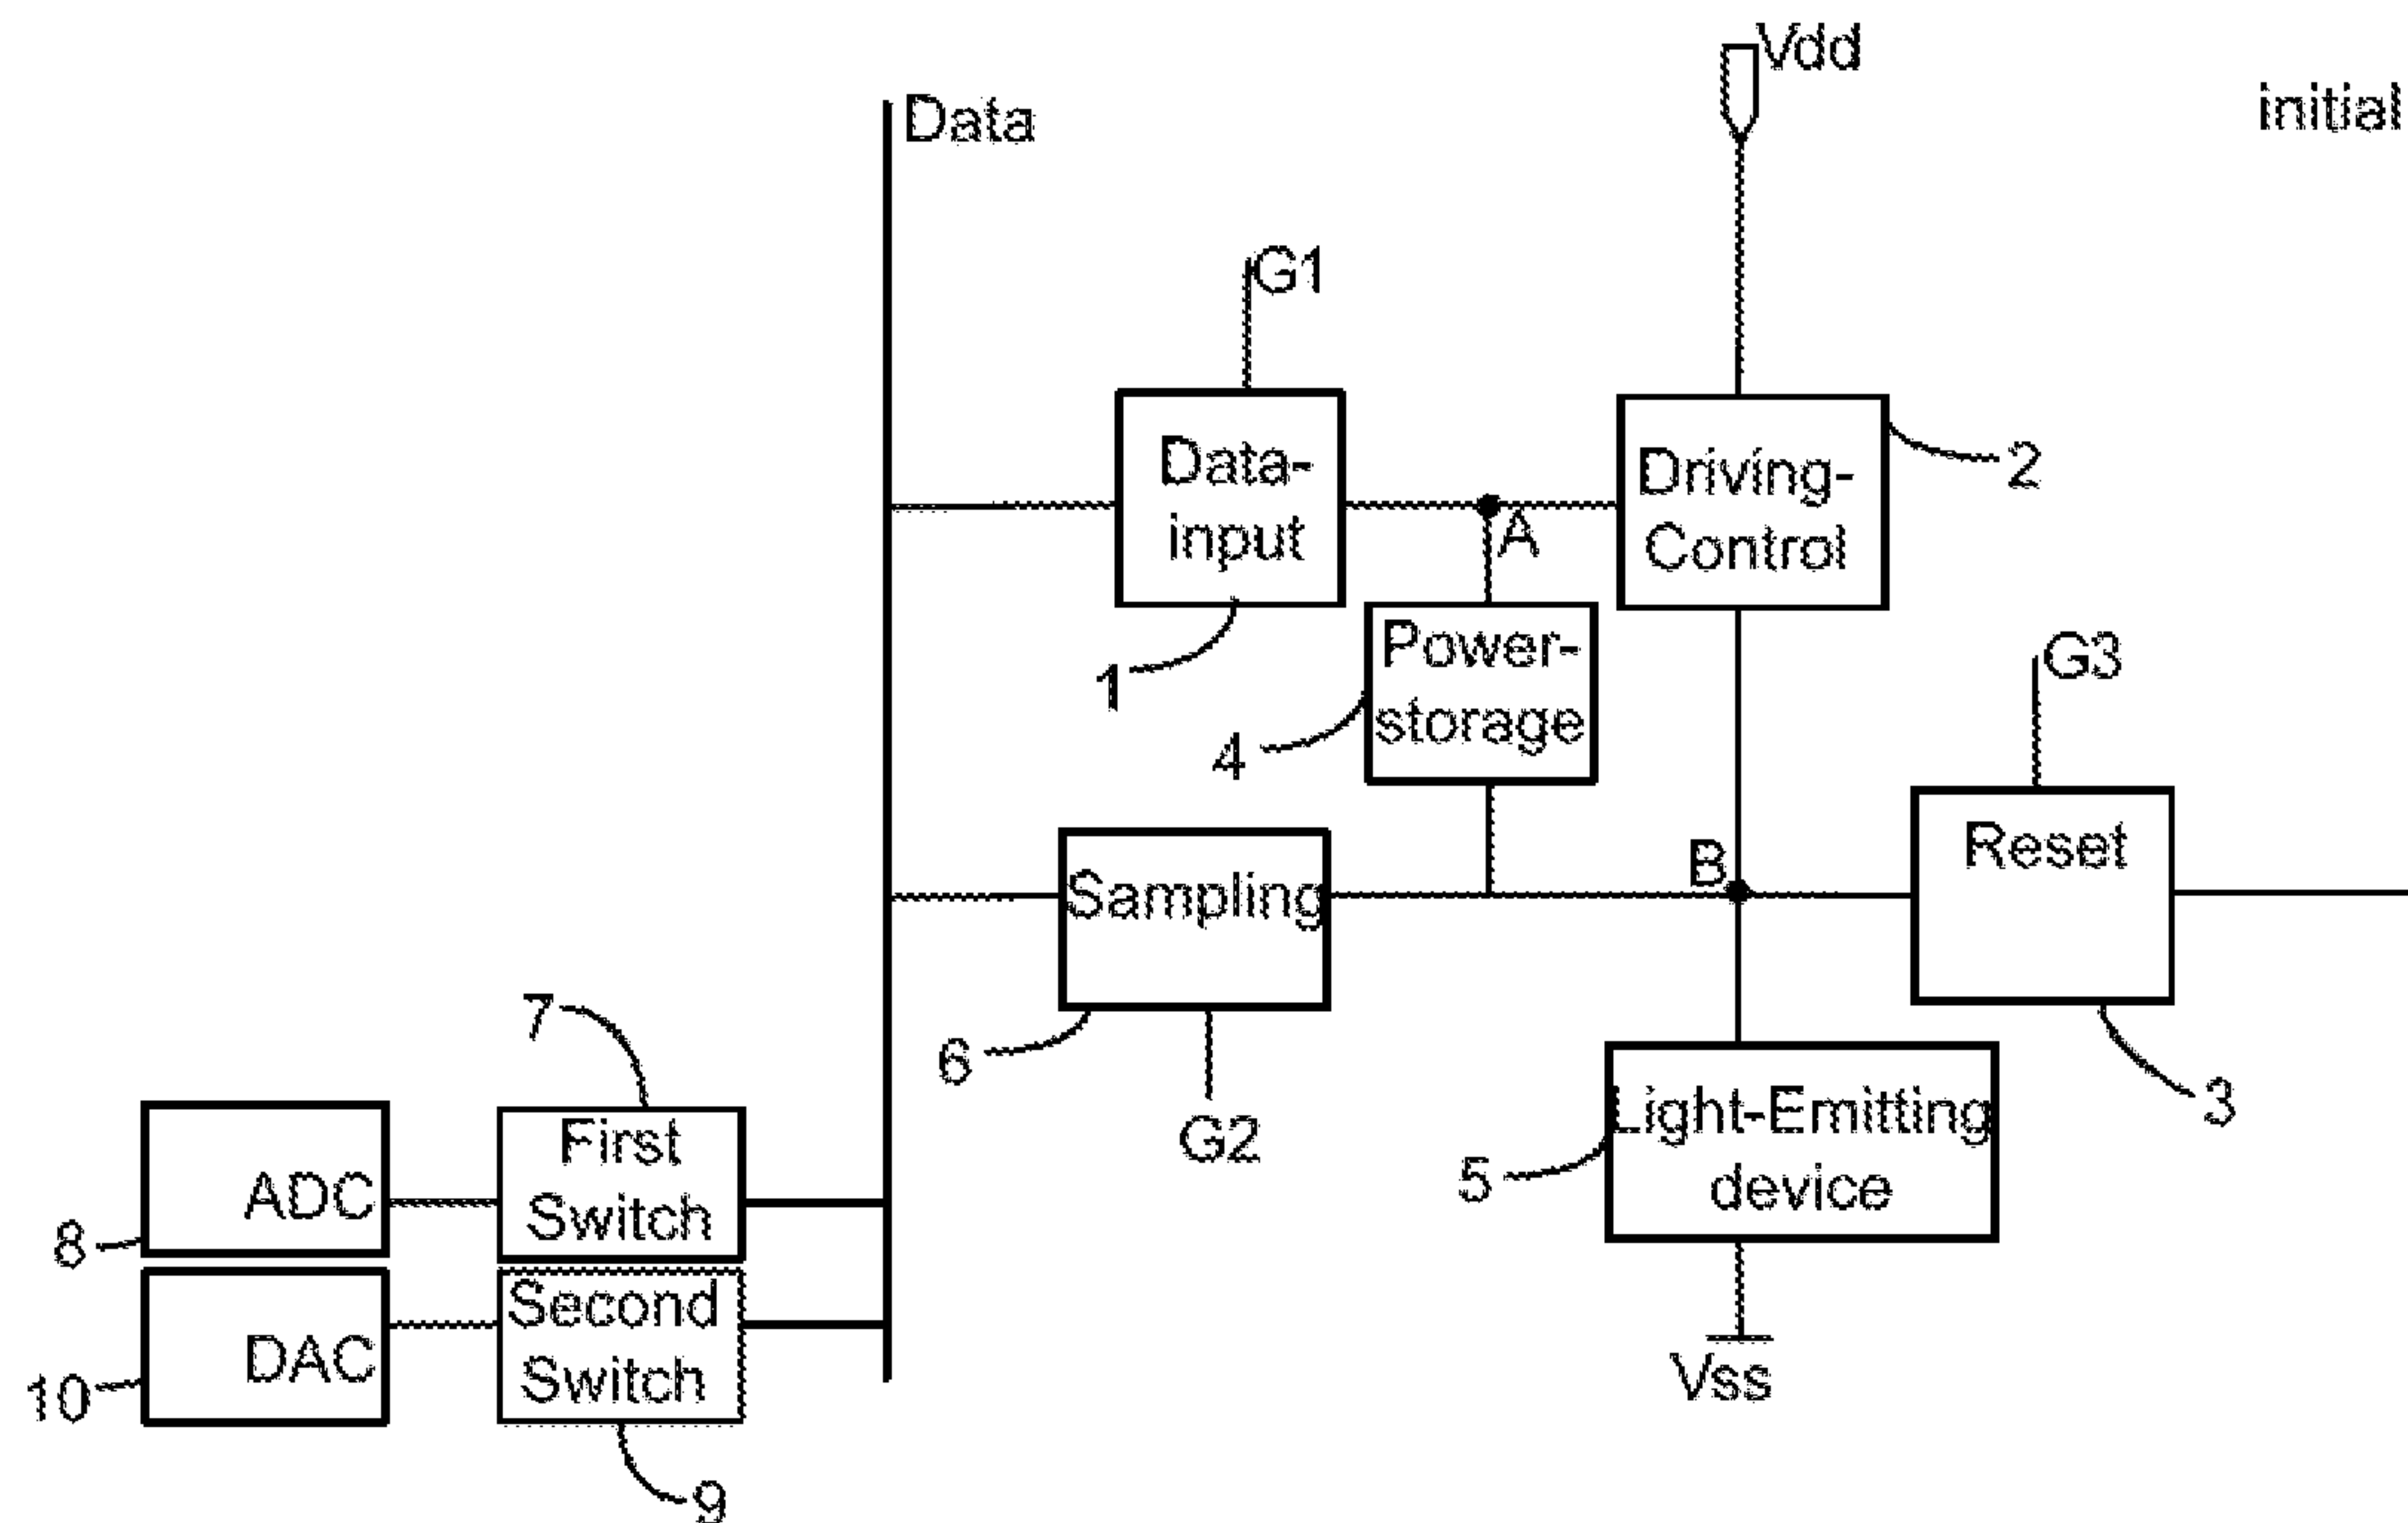 Vdd
initial
Data
G1
Data-
input
Driving-
Control
2
A
1
Power-
storage
4
G3
B
Reset
Sampling
7
6
G2
3
First
Switch
Light-Emitting
device
5
ADC
8
Second
Switch
DAC
10
Vss
9